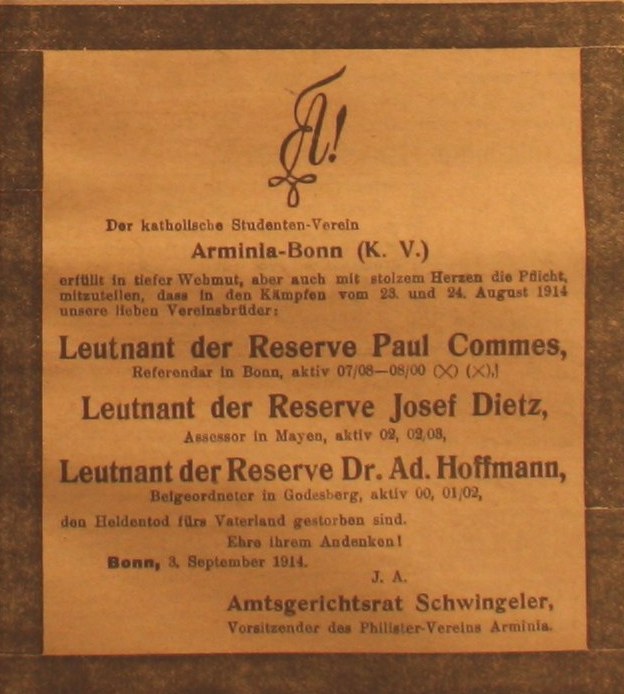 A!
Der katholische Studenten-Verein
Arminia-Bonn (K. V.)
erfüllt in tiefer Wehmut, aber auch mit stolzem Herzen die Pflicht,
mitzuteilen, dass in den Kämpfen vom 23. und 24. August 1914
unsere lieben Vereinsbrüder:
Leutnant der Reserve Paul Commes,
Referendar in Bonn, aktiv 07/08—08/09 (X) (X),!
Leutnant der Reserve Josef Dietz,
Assessor in Mayen, aktiv 02, 02/03,
Leutnant der Reserve Dr. Ad. Hoffmann,
Beigeordneter in Godesberg, aktiv 00, 01/02,
den Heldentod fürs Vaterland gestorben sind.
Ehre ihrem Andenken!
Bonn, 3. September 1914.
J. A.
Amtsgerichtsrat Schwingeler,
Vorsitzender des Philister-Vereins Arminia.